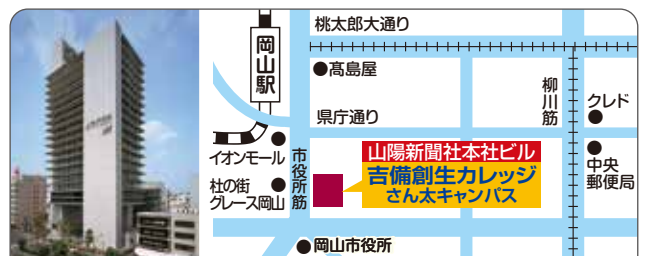 桃太郎大通り
岡山駅
●髙島屋
柳川筋
クレド
県庁通り
イオンモール
市役所筋
山陽新聞社本社ビル
吉備創生カレッジ
さん太キャンパス
中央
郵便局
杜の街
グレース岡山
●岡山市役所